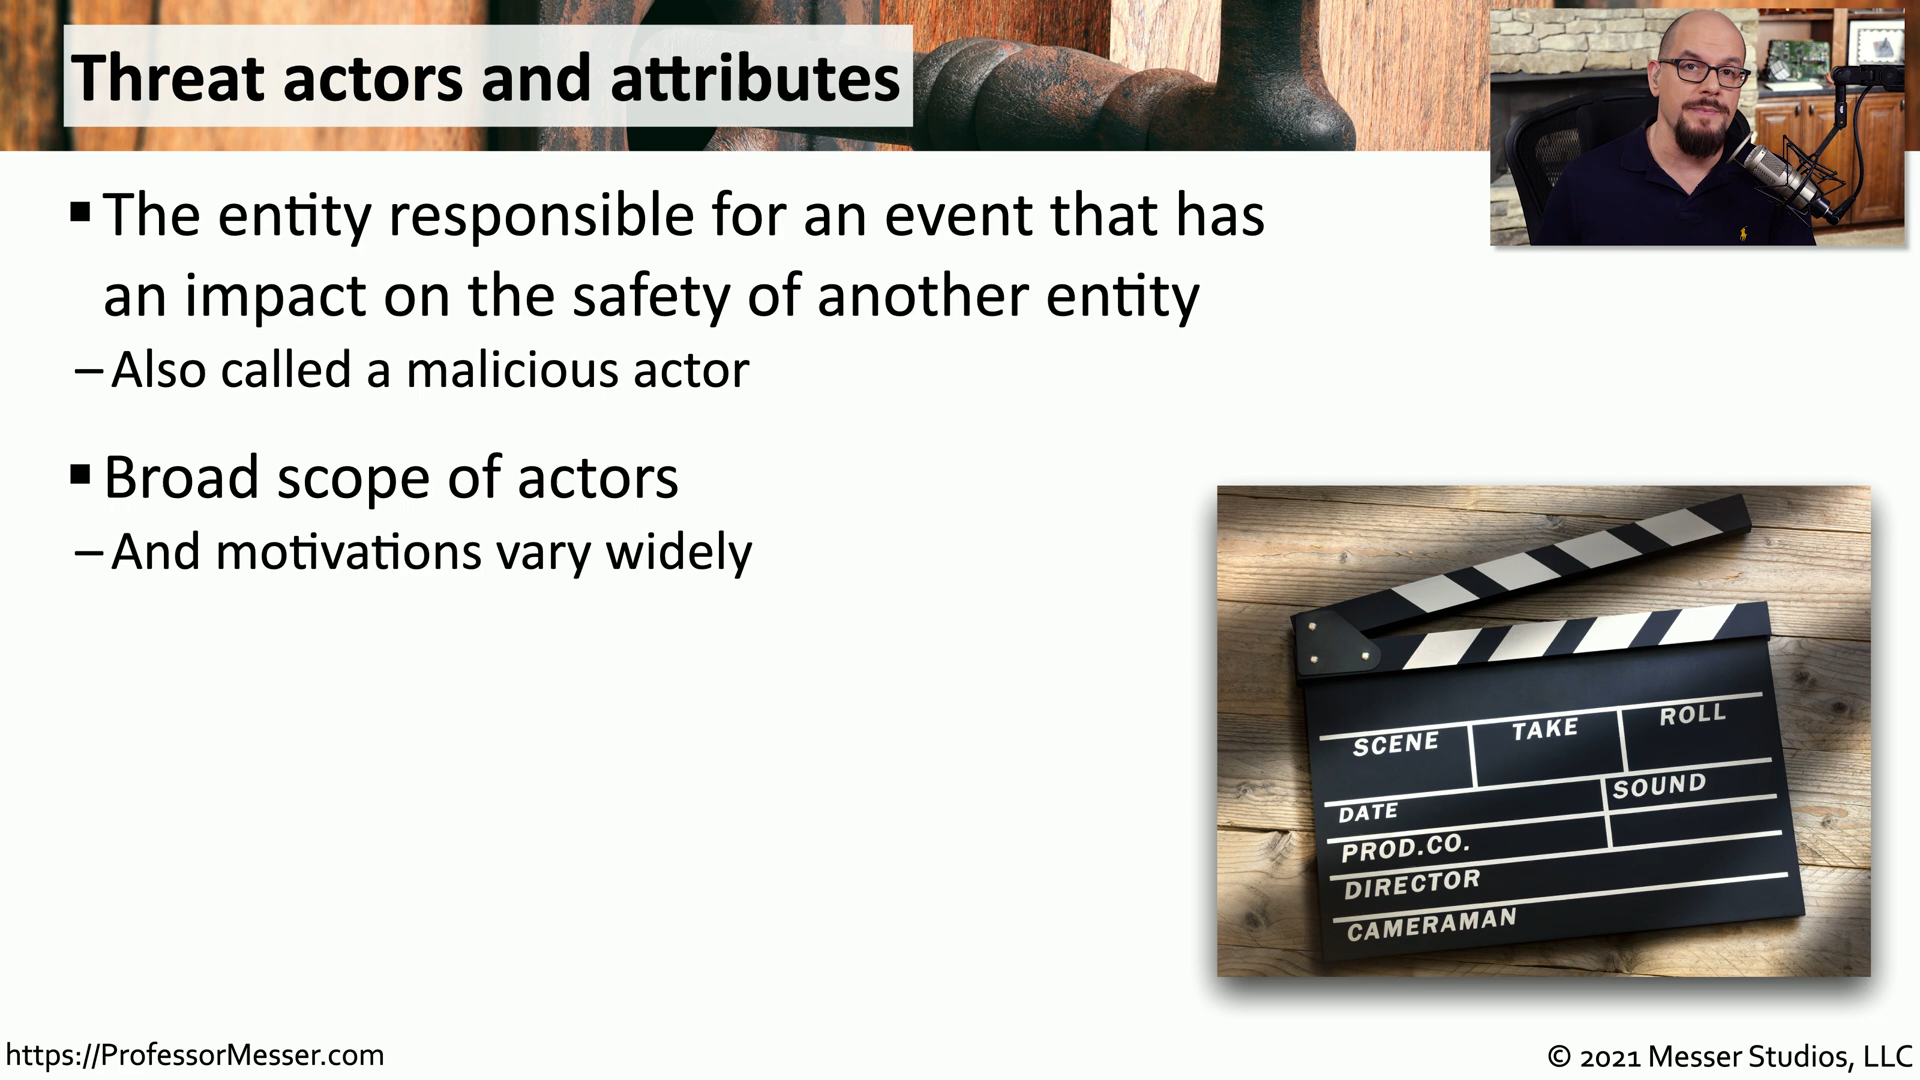 Threat actors and attributes
▪ The entity responsible for an event that has
an impact on the safety of another entity
– Also called a malicious actor
▪ Broad scope of actors
– And motivations vary widely
SCENE TAKE ROLL
DATE SOUND
PROD.CO.
DIRECTOR
CAMERAMAN
https://ProfessorMesser.com
© 2021 Messer Studios, LLC